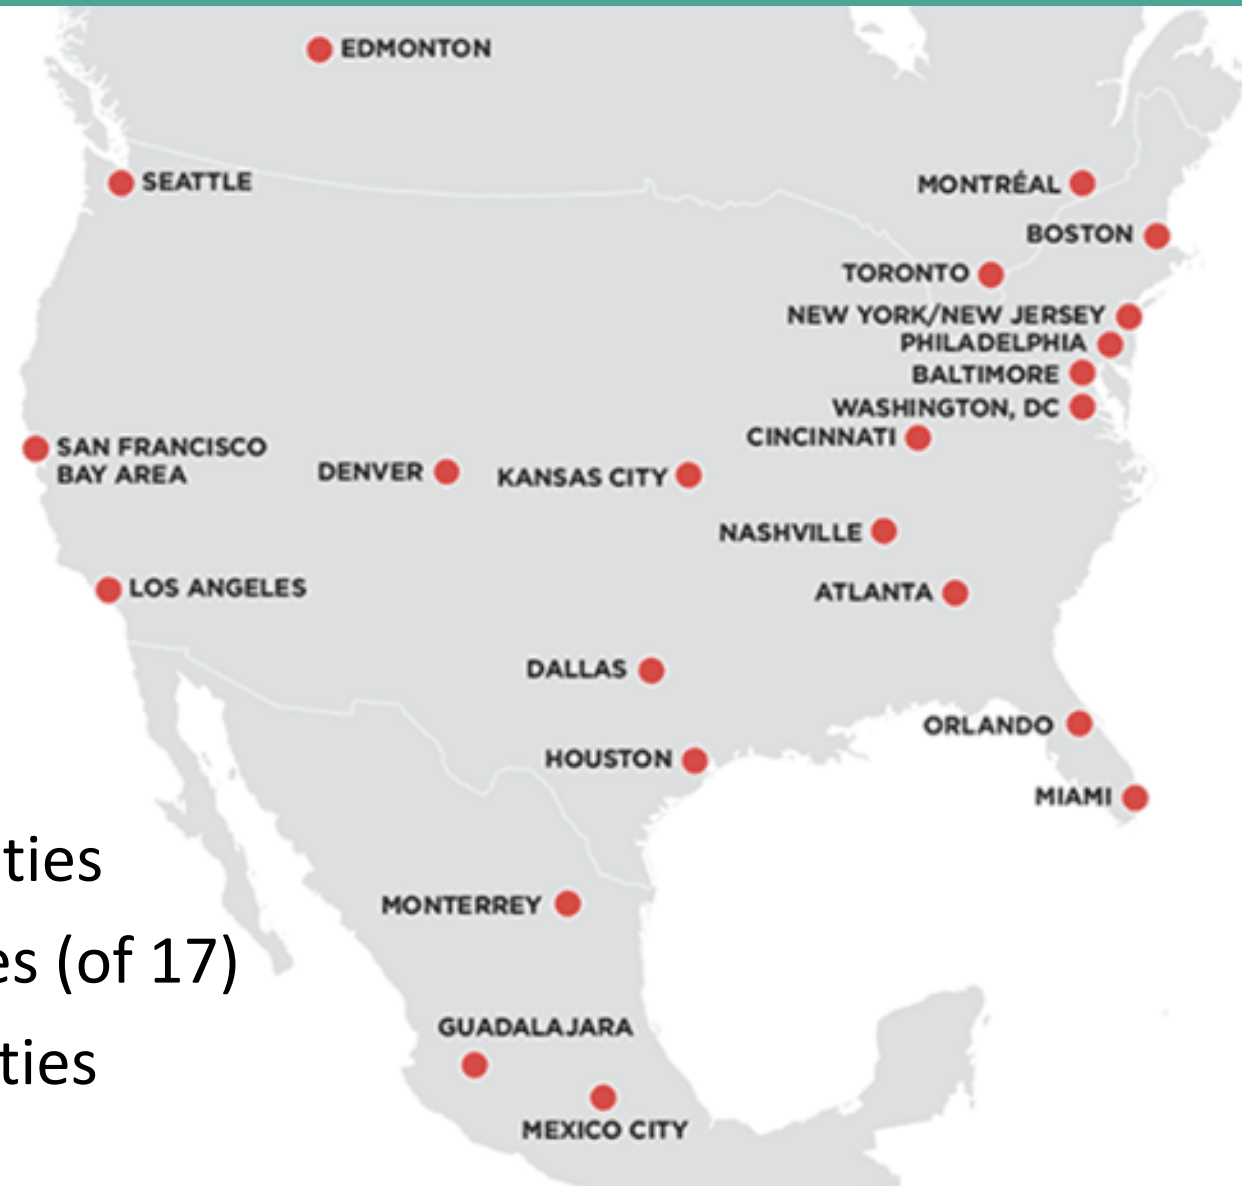 EDMONTON
SEATTLE
MONTRÉAL
BOSTON
TORONTO
NEW YORK/NEW JERSEY
PHILADELPHIA
BALTIMORE
WASHINGTON, DC
CINCINNATI
SAN FRANCISCO
BAY AREA
DENVER
KANSAS CITY
NASHVILLE
LOS ANGELES
ATLANTA
DALLAS
ORLANDO
HOUSTON
MIAMI
ties
MONTERREY
es (of 17)
GUADALAJARA
ties
MEXICO CITY